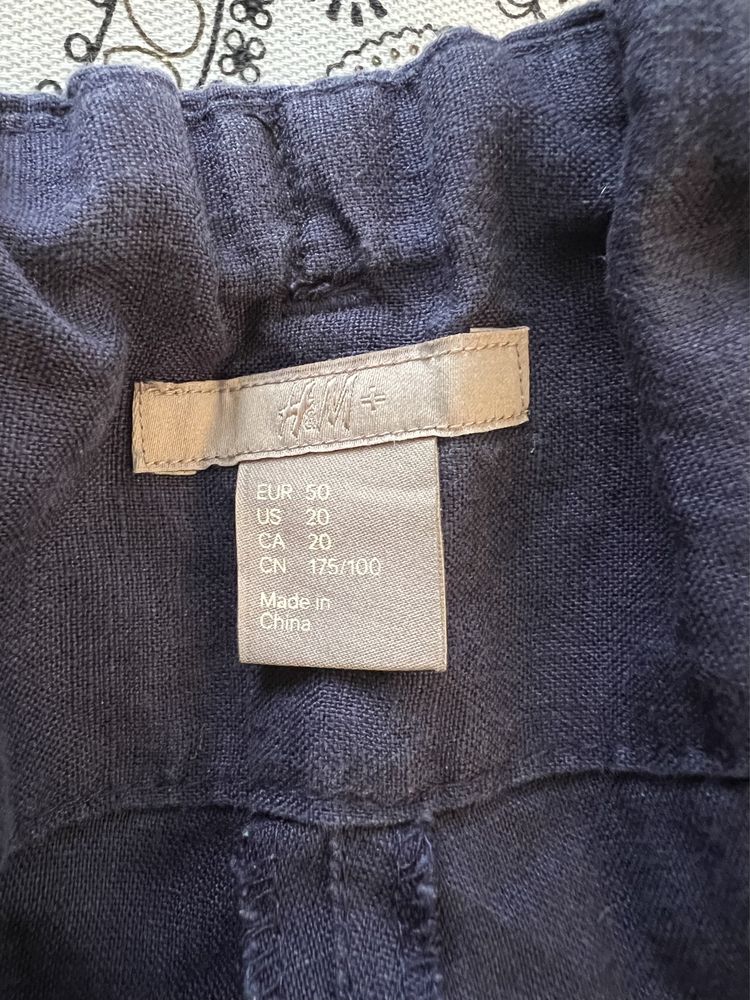 H&M+
EUR 50
US 20
CA 20
CN 175/100
Made in
China